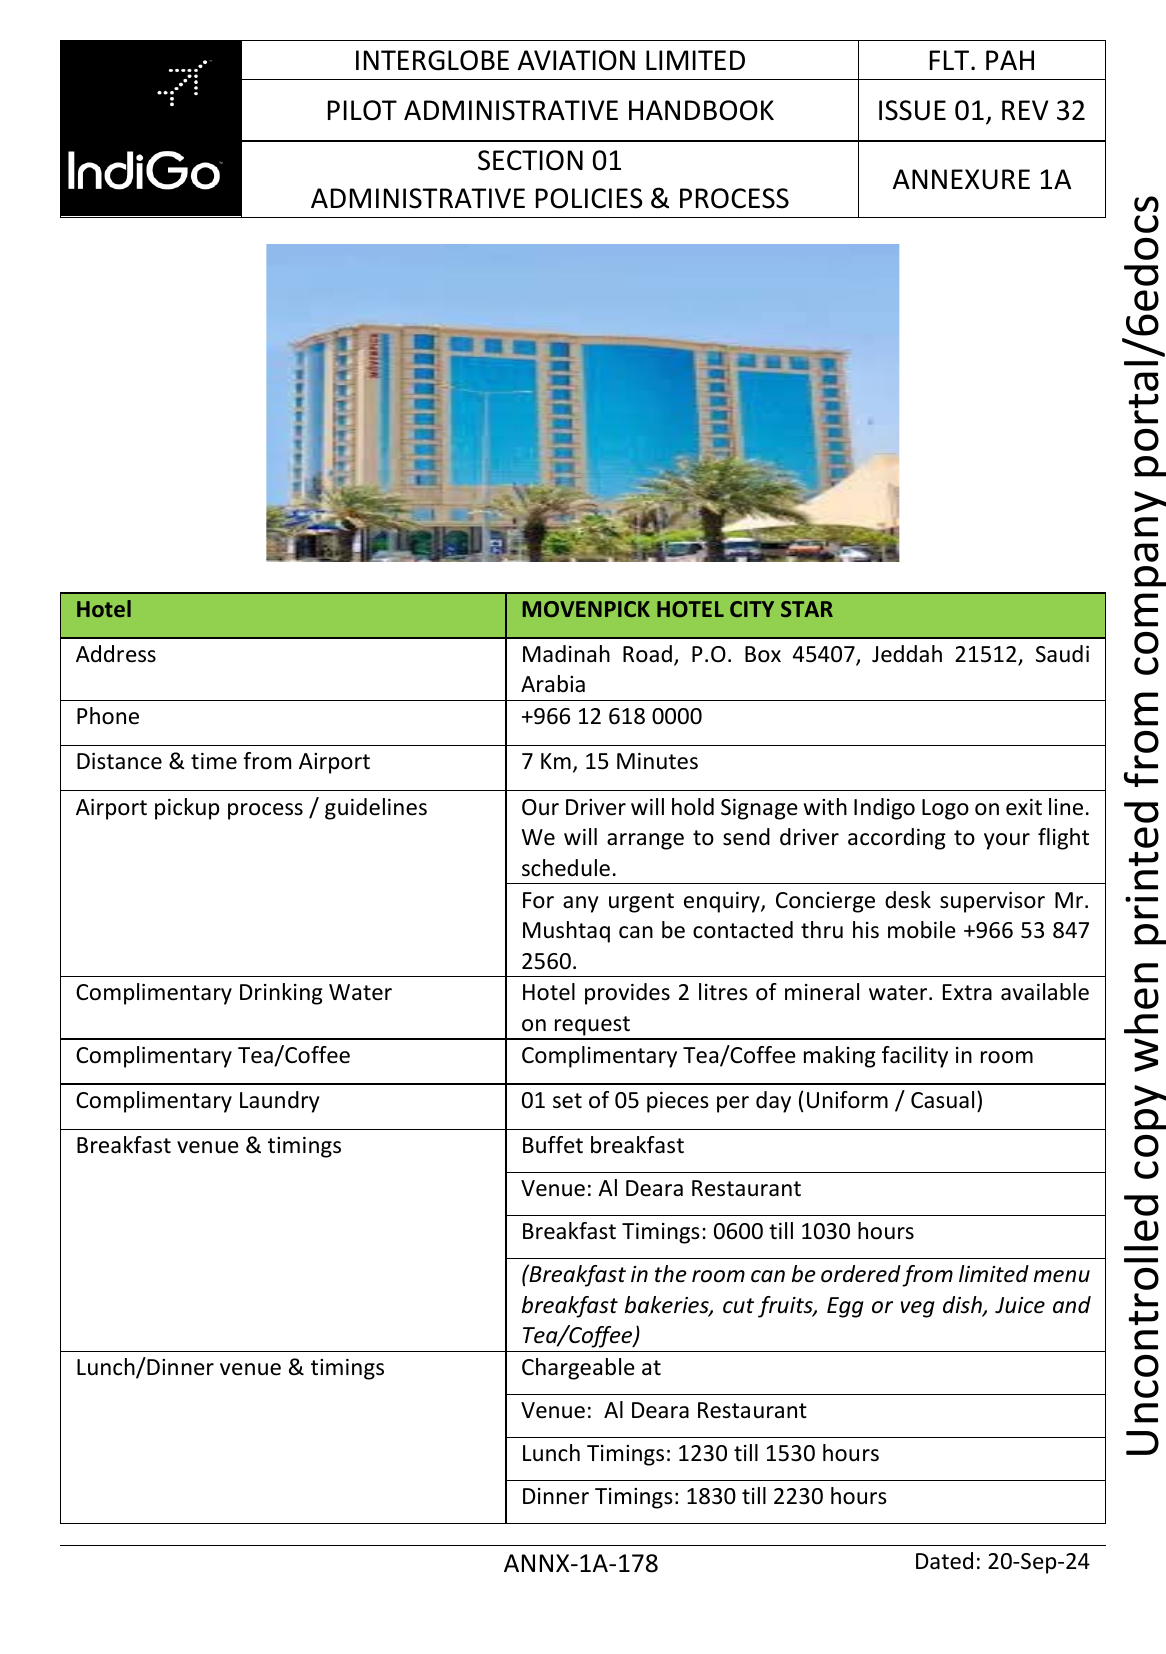 IndiGo
INTERGLOBE AVIATION LIMITED
FLT. PAH
PILOT ADMINISTRATIVE HANDBOOK
ISSUE 01, REV 32
SECTION 01
ADMINISTRATIVE POLICIES & PROCESS
ANNEXURE 1A
MÖVENPICK
Hotel
MOVENPICK HOTEL CITY STAR
Address
Madinah Road, P.O. Box 45407, Jeddah 21512, Saudi
Arabia
Phone
+966 12 618 0000
Distance & time from Airport
7 Km, 15 Minutes
Airport pickup process / guidelines
Our Driver will hold Signage with Indigo Logo on exit line.
We will arrange to send driver according to your flight
schedule.
For any urgent enquiry, Concierge desk supervisor Mr.
Mushtaq can be contacted thru his mobile +966 53 847
2560.
Complimentary Drinking Water
Hotel provides 2 litres of mineral water. Extra available
on request
Complimentary Tea/Coffee
Complimentary Tea/Coffee making facility in room
Complimentary Laundry
01 set of 05 pieces per day (Uniform / Casual)
Breakfast venue & timings
Buffet breakfast
Venue: Al Deara Restaurant
Breakfast Timings: 0600 till 1030 hours
(Breakfast in the room can be ordered from limited menu
breakfast bakeries, cut fruits, Egg or veg dish, Juice and
Tea/Coffee)
Lunch/Dinner venue & timings
Chargeable at
Venue:  Al Deara Restaurant
Lunch Timings: 1230 till 1530 hours
Dinner Timings: 1830 till 2230 hours
ANNX-1A-178
Dated: 20-Sep-24
Uncontrolled copy when printed from company portal/6edocs